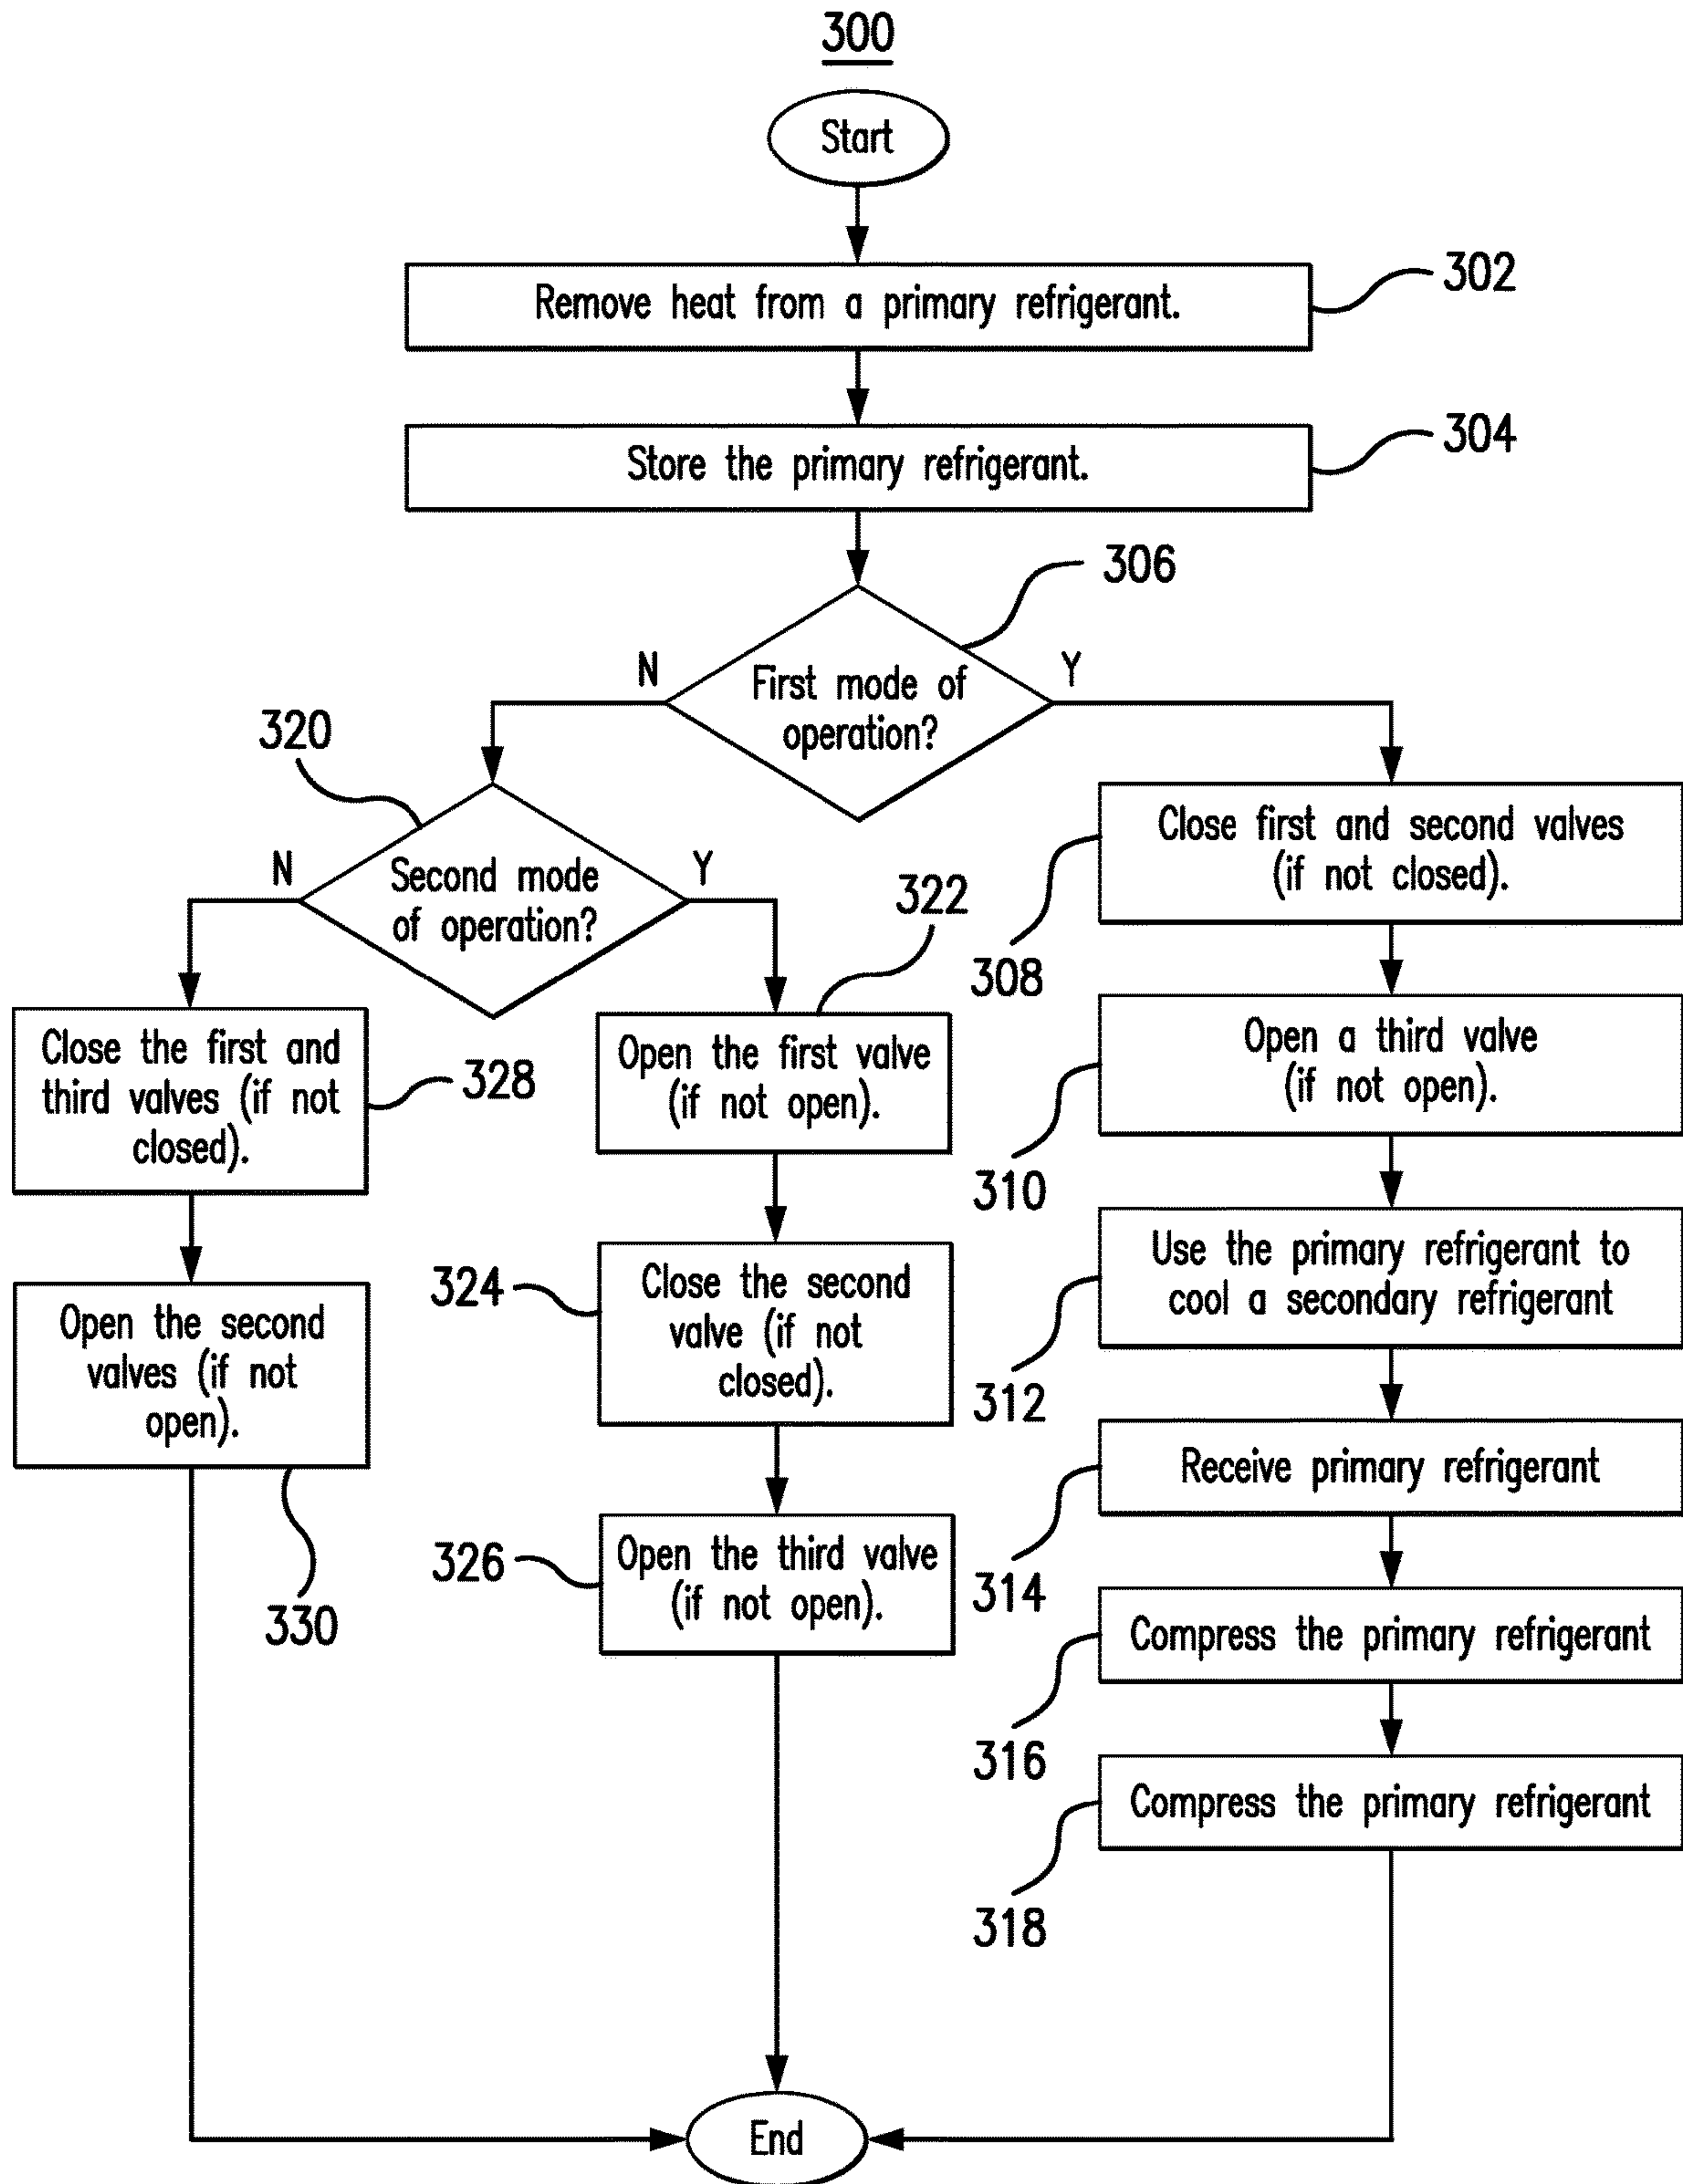 300
Start
Remove heat from a primary refrigerant.
302
Store the primary refrigerant.
304
306
First mode of
operation?
N
Y
320
Second mode
of operation?
N
Y
Close first and second valves
(if not closed).
308
Open a third valve
(if not open).
310
Use the primary refrigerant to
cool a secondary refrigerant
312
Receive primary refrigerant
314
Compress the primary refrigerant
316
Compress the primary refrigerant
318
322
Open the first valve
(if not open).
324
Close the second
valve (if not
closed).
326
Open the third valve
(if not open).
Close the first and
third valves (if not
closed).
328
Open the second
valves (if not
open).
330
End